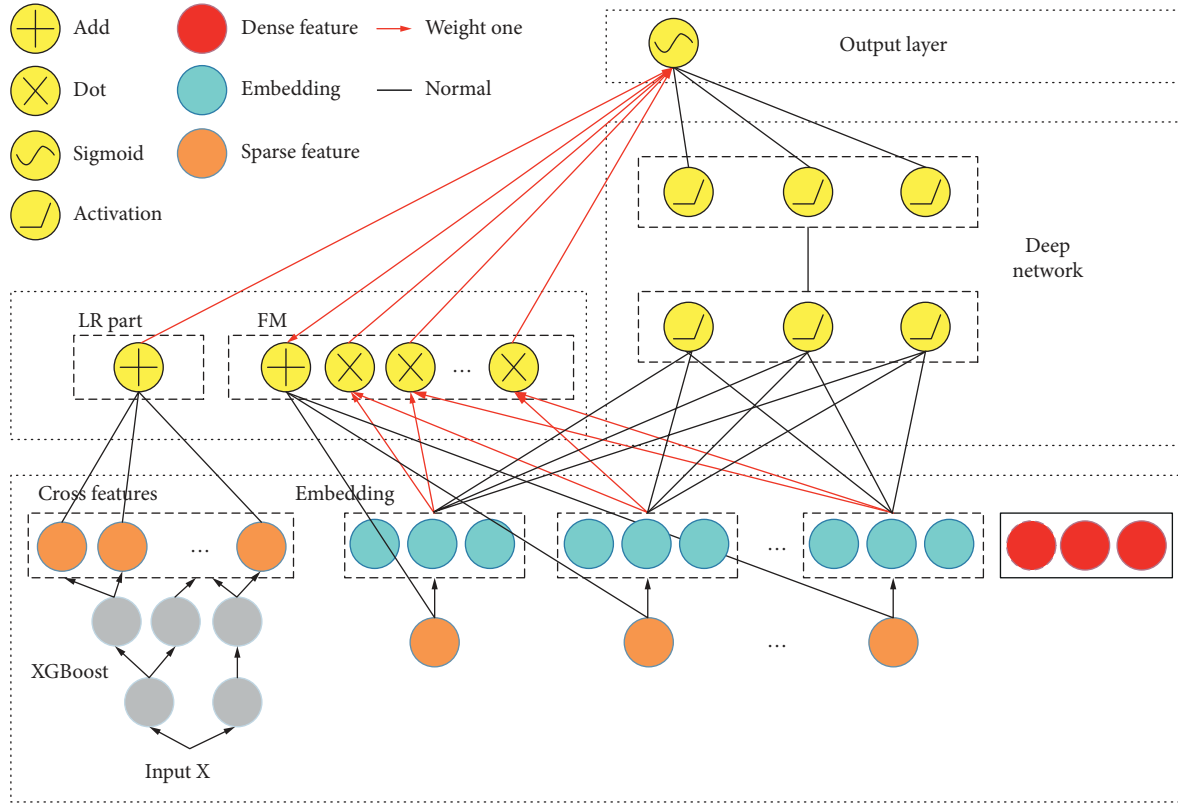 Add
Dense feature
Weight one
Output layer
Dot
Embedding
Normal
Sigmoid
Sparse feature
Activation
Deep
network
LR part
FM
...
Cross features
Embedding
...
...
XGBoost
...
Input X